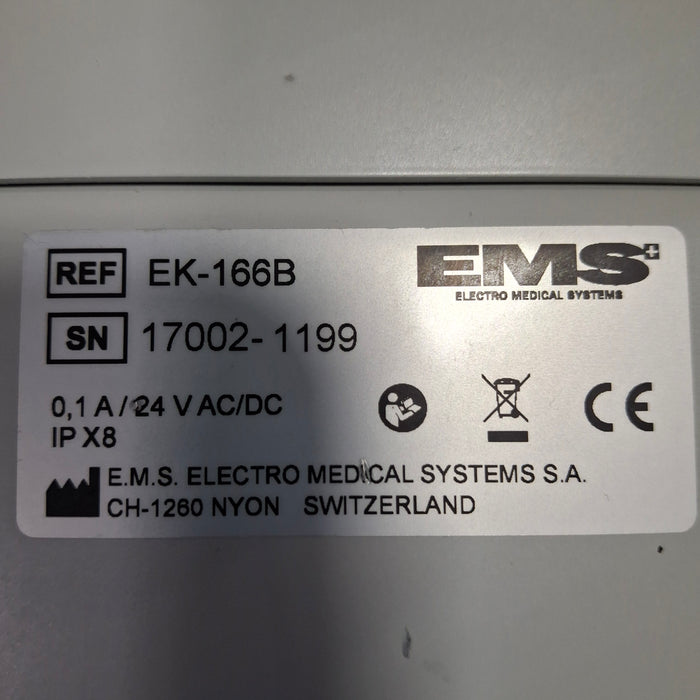 REF EK-166B
EMS+
ELECTRO MEDICAL SYSTEMS
SN 17002-1199
0,1 A / 24 V AC/DC
IP X8
CE
E.M.S. ELECTRO MEDICAL SYSTEMS S.A.
CH-1260 NYON SWITZERLAND